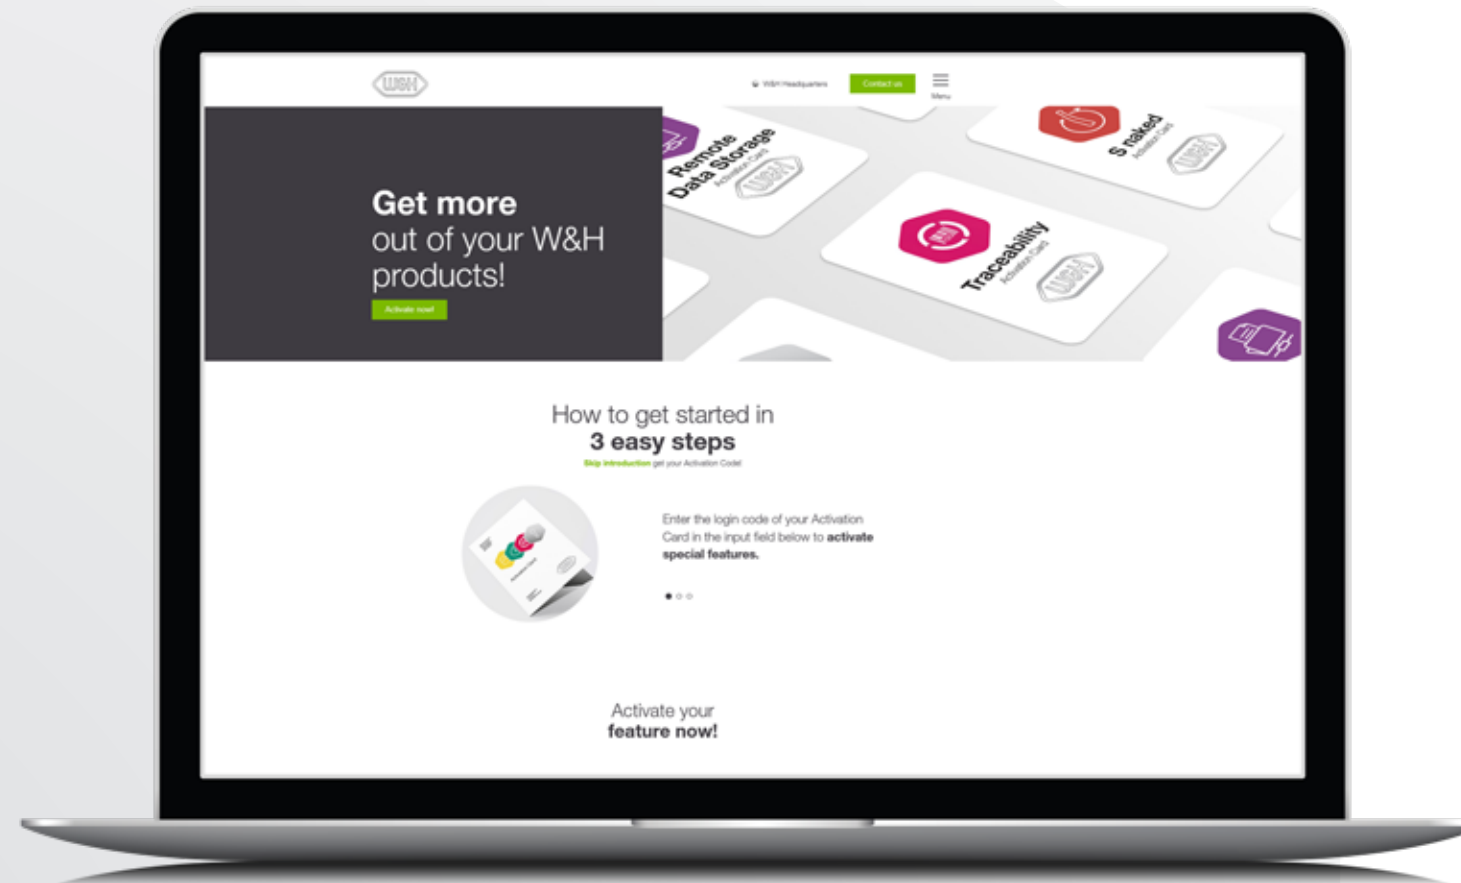 W&H
W&H Headquarters
Contact us
Menu
Get more
out of your W&H
products!
Activate now!
Remote
Data Storage
Activation Card
W&H
S naked
Activation Card
W&H
Traceability
Activation Card
W&H
How to get started in
3 easy steps
Skip introduction get your Activation Code!
Activation Card
Enter the login code of your Activation
Card in the input field below to activate
special features.
Activate your
feature now!